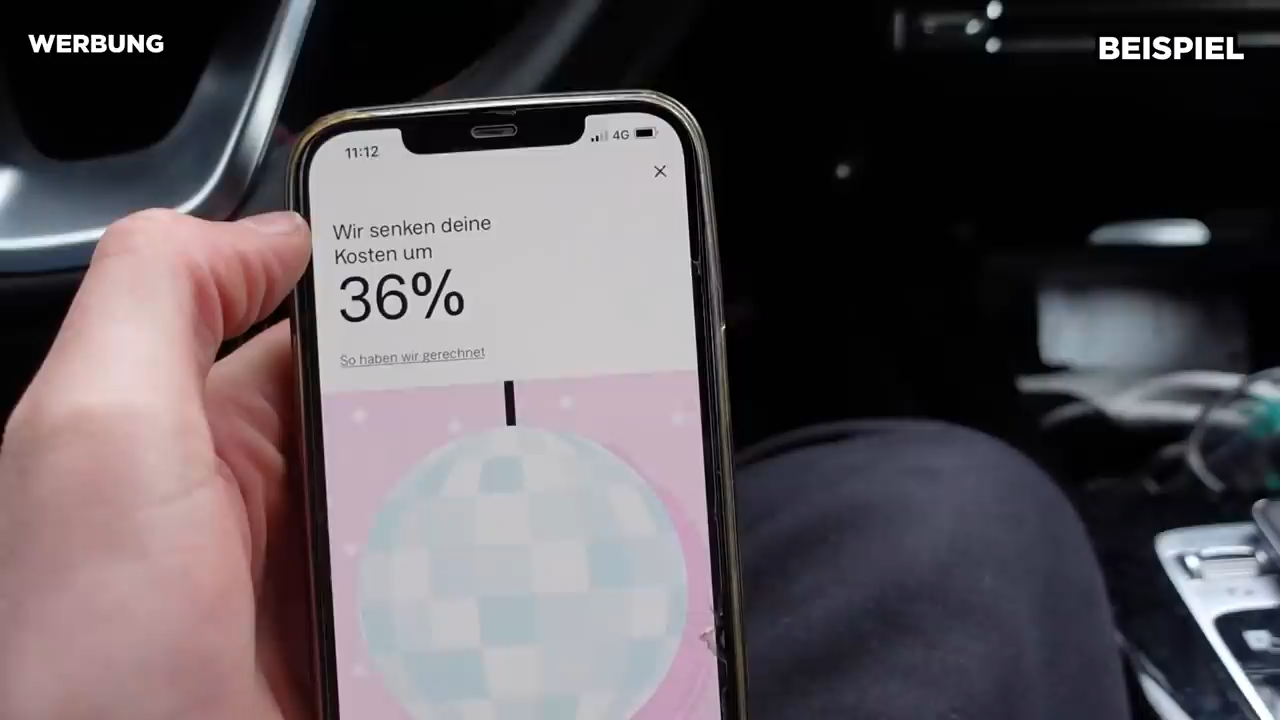 WERBUNG
BEISPIEL
11:12
4G
Wir senken deine
Kosten um
36%
So haben wir gerechnet